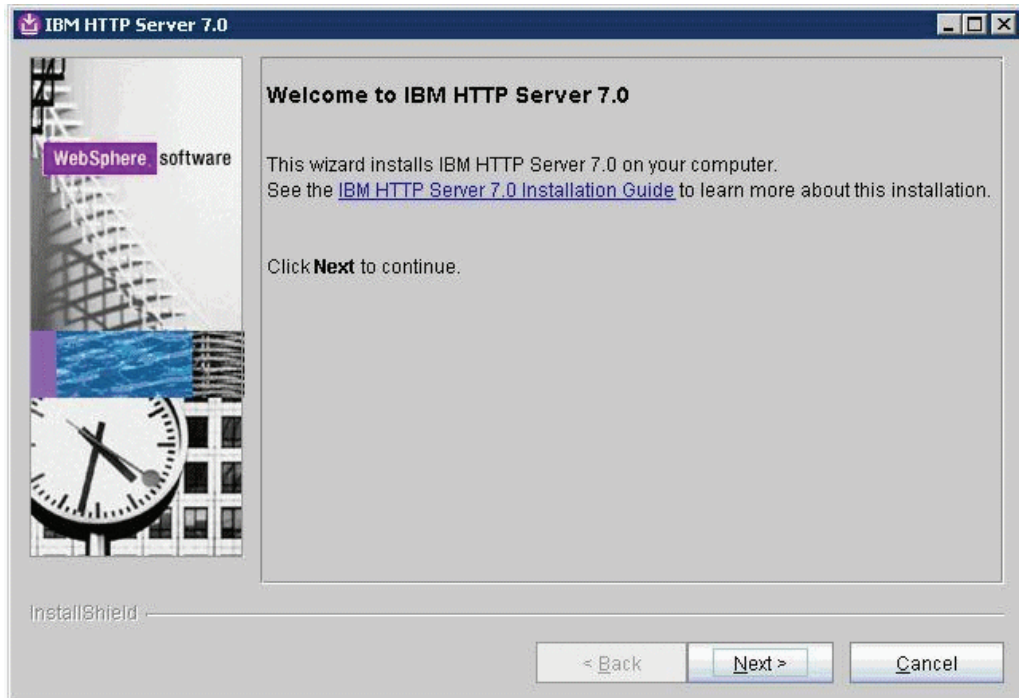 IBM HTTP Server 7.0
WebSphere. software
Welcome to IBM HTTP Server 7.0
This wizard installs IBM HTTP Server 7.0 on your computer.
See the IBM HTTP Server 7.0 Installation Guide to learn more about this installation.
Click Next to continue.
InstallShield
< Back
Next >
Cancel